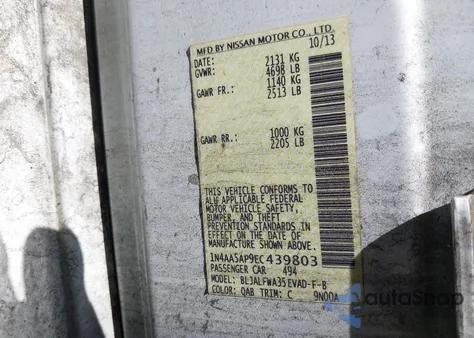 MFD BY NISSAN MOTOR CO., LTD.
DATE: 10/13
GVWR: 2131 KG
4698 LB
GAWR FR.: 1140 KG
2513 LB
GAWR RR.: 1000 KG
2205 LB
THIS VEHICLE CONFORMS TO
ALL APPLICABLE FEDERAL
MOTOR VEHICLE SAFETY,
BUMPER, AND THEFT
PREVENTION STANDARDS IN
EFFECT ON THE DATE OF
MANUFACTURE SHOWN ABOVE.
1N4AA5AP9EC439803
PASSENGER CAR 494
MODEL: BLJALFWA35EVAD-F-B
COLOR: QAB TRIM: C 9N00A
autoSnap